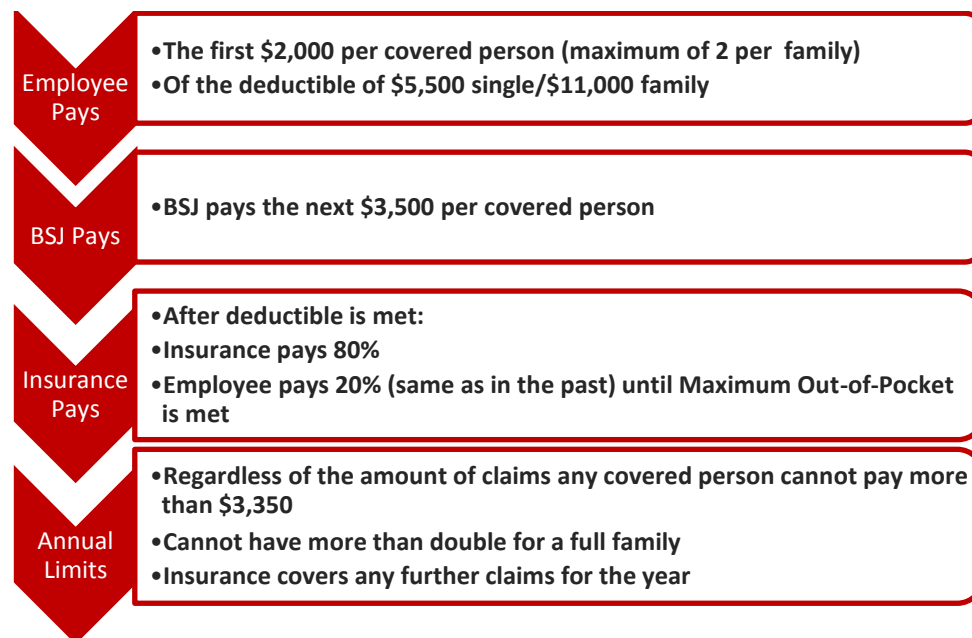 Employee
Pays
•The first $2,000 per covered person (maximum of 2 per family)
•Of the deductible of $5,500 single/$11,000 family
BSJ Pays
•BSJ pays the next $3,500 per covered person
Insurance
Pays
•After deductible is met:
•Insurance pays 80%
•Employee pays 20% (same as in the past) until Maximum Out-of-Pocket
is met
Annual
Limits
•Regardless of the amount of claims any covered person cannot pay more
than $3,350
•Cannot have more than double for a full family
•Insurance covers any further claims for the year